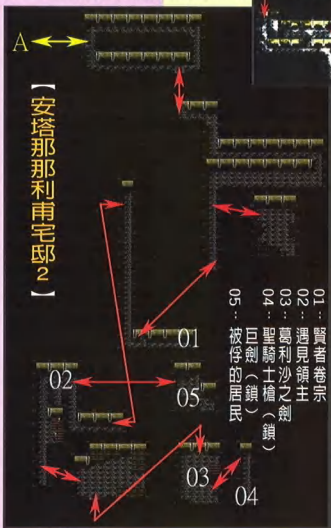 A
【安塔那那利甫宅邸2】
01
02
05
03
04
01：賢者卷宗
02：遇見領主
03：葛利沙之劍
04：聖騎士槍（鎖）
巨劍（鎖）
05：被俘的居民